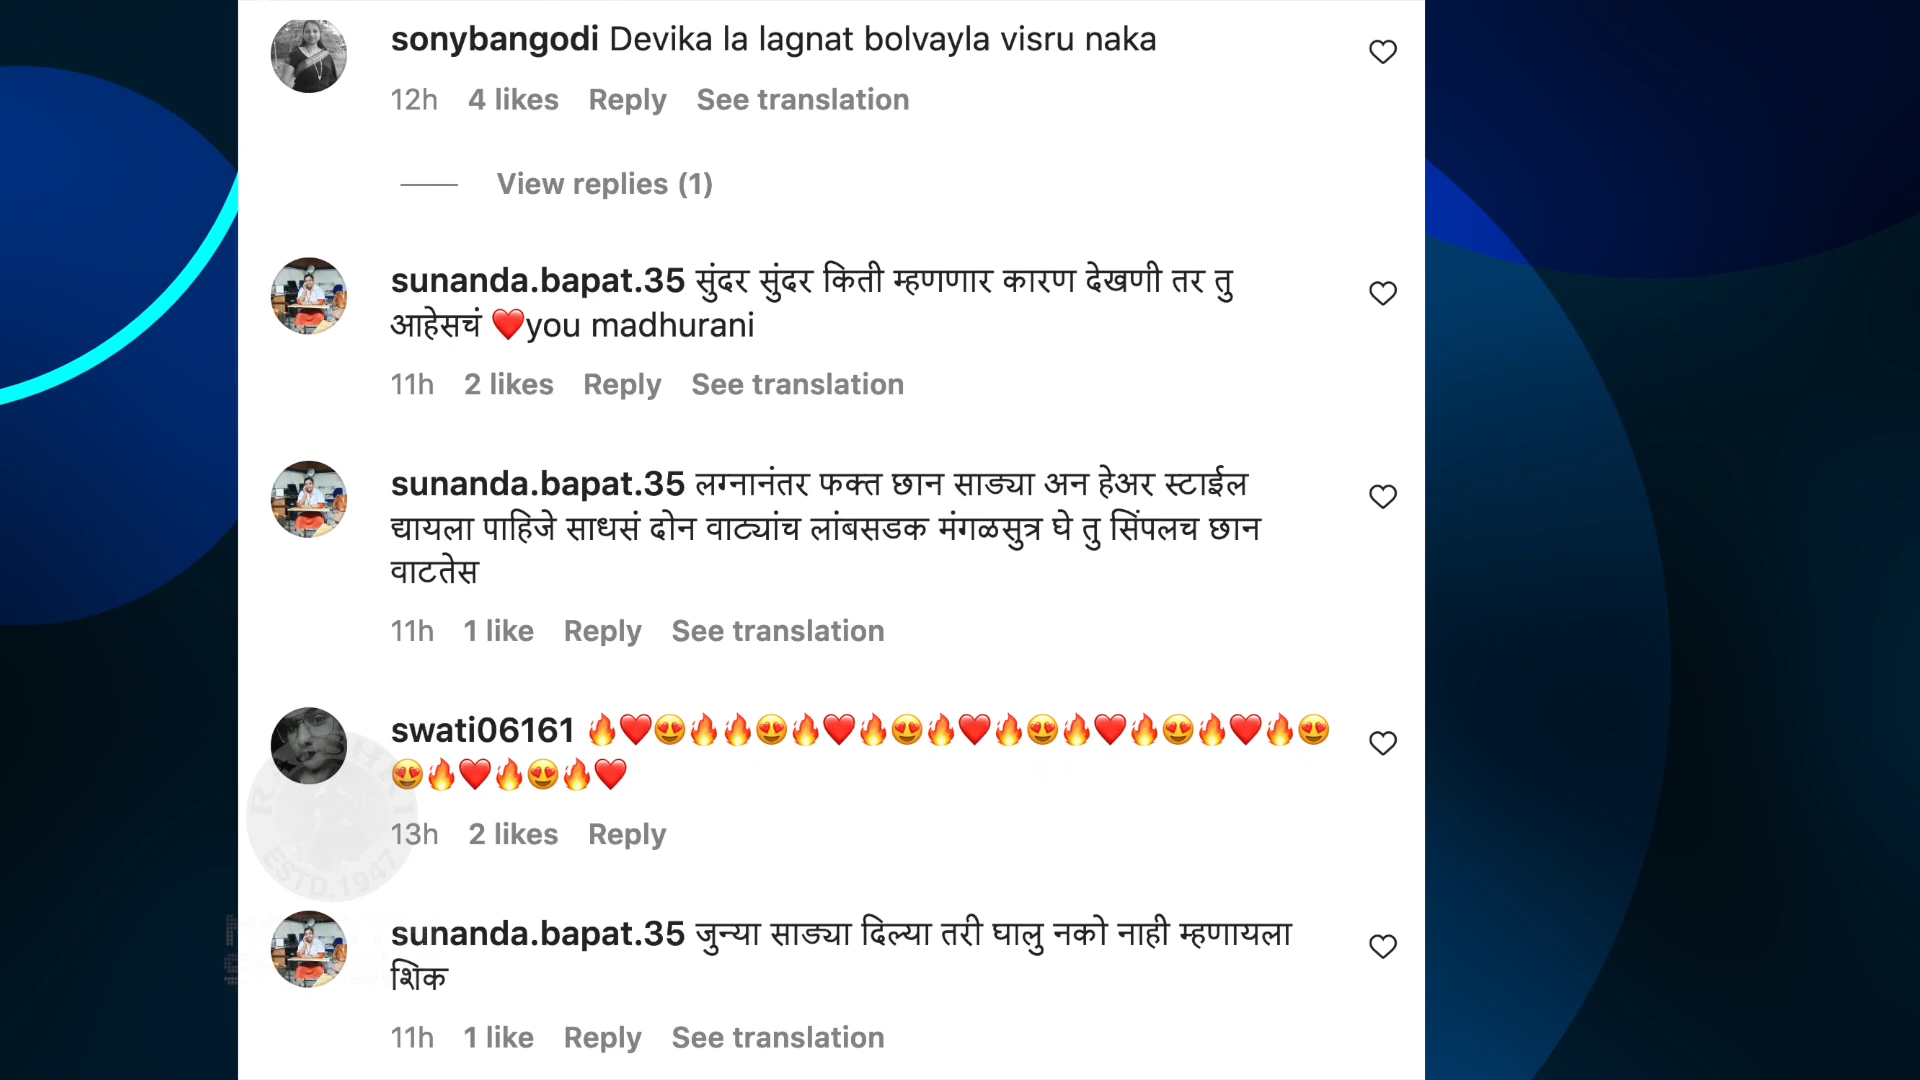 sonybangodi Devika la lagnat bolvayla visru naka
12h 4 likes Reply See translation
View replies (1)
sunanda.bapat.35 सुंदर सुंदर किती म्हणणार कारण देखणी तर तु
आहेसचं ❤️you madhurani
11h 2 likes Reply See translation
sunanda.bapat.35 लग्नानंतर फक्त छान साड्या अन हेअर स्टाईल
द्यायला पाहिजे साधसं दोन वाट्यांच लांबसडक मंगळसुत्र घे तु सिंपलच छान
वाटतेस
11h 1 like Reply See translation
swati06161 🔥❤️😍🔥🔥😍🔥❤️🔥😍🔥❤️🔥😍🔥❤️🔥😍🔥❤️🔥😍
😍🔥❤️🔥😍🔥❤️
13h 2 likes Reply
ESTD.1947
sunanda.bapat.35 जुन्या साड्या दिल्या तरी घालु नको नाही म्हणायला
शिक
11h 1 like Reply See translation